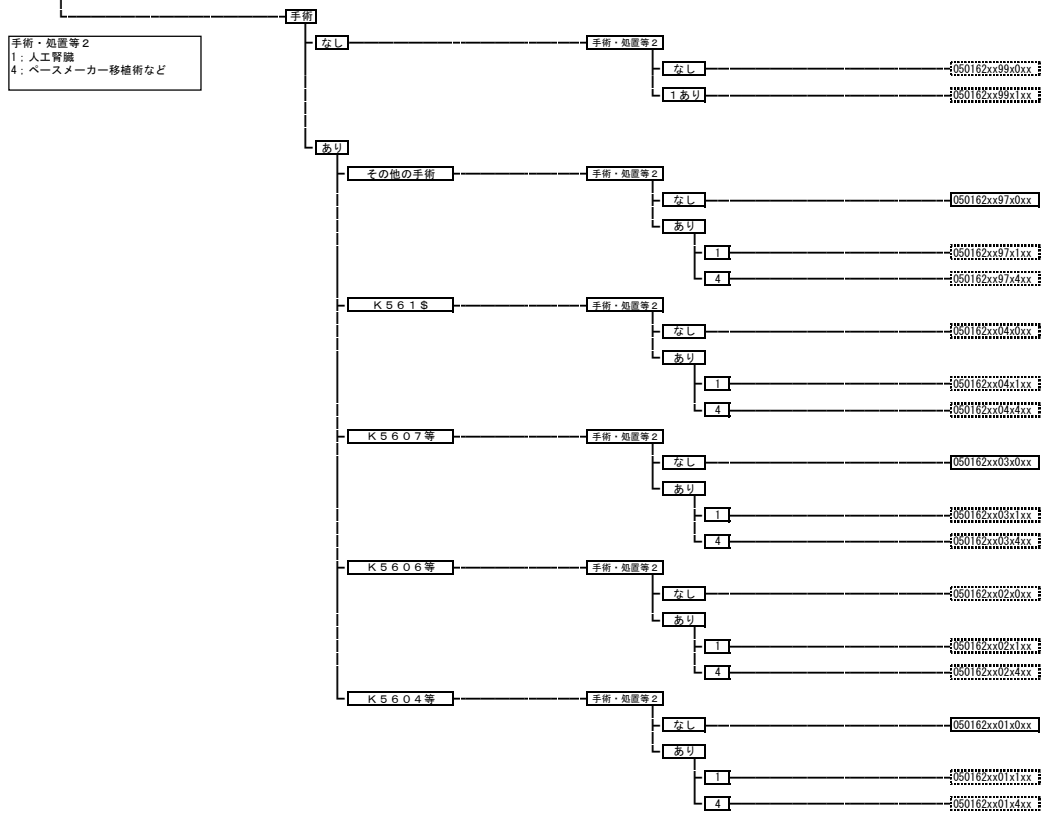 手術
手術・処置等2
1：人工腎臓
4：ペースメーカー移植術など
なし
手術・処置等2
なし
050162xx99x0xx
1あり
050162xx99x1xx
あり
その他の手術
手術・処置等2
なし
050162xx97x0xx
あり
1
050162xx97x1xx
4
050162xx97x4xx
K561$
手術・処置等2
なし
050162xx04x0xx
あり
1
050162xx04x1xx
4
050162xx04x4xx
K5607等
手術・処置等2
なし
050162xx03x0xx
あり
1
050162xx03x1xx
4
050162xx03x4xx
K5606等
手術・処置等2
なし
050162xx02x0xx
あり
1
050162xx02x1xx
4
050162xx02x4xx
K5604等
手術・処置等2
なし
050162xx01x0xx
あり
1
050162xx01x1xx
4
050162xx01x4xx